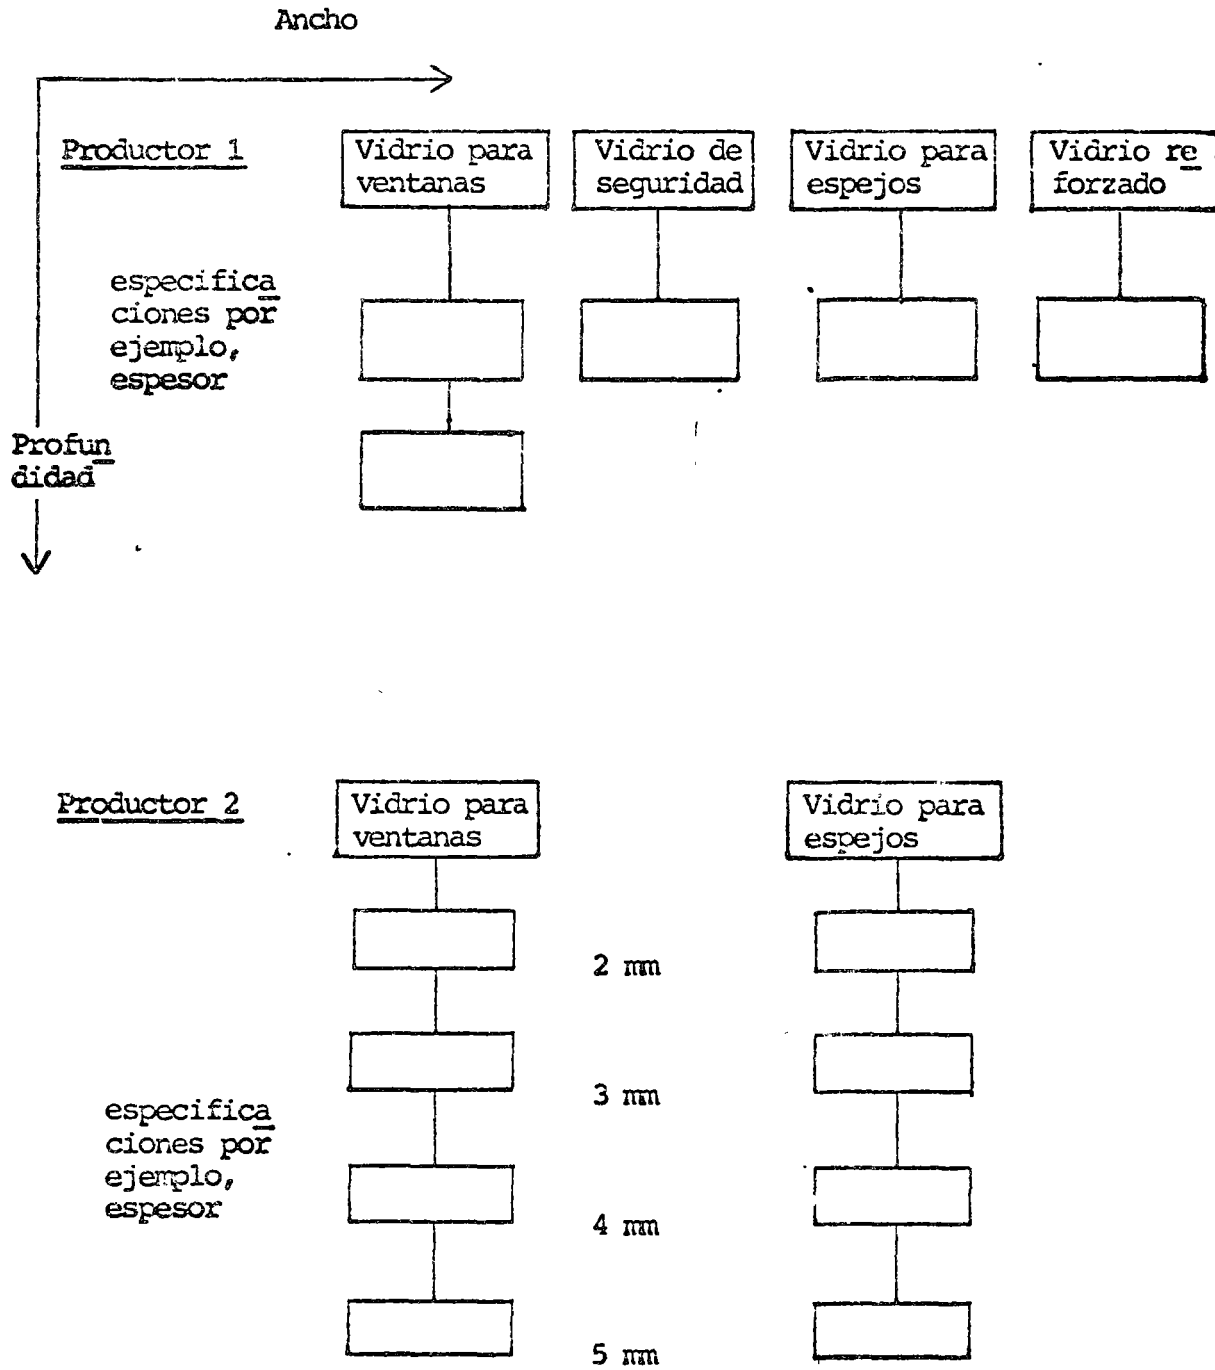 Ancho
Productor 1
Vidrio para
ventanas
Vidrio de
seguridad
Vidrio para
espejos
Vidrio re
forzado
especifica
ciones por
ejemplo,
espesor
Profun
didad
Productor 2
Vidrio para
ventanas
Vidrio para
espejos
2 mm
3 mm
especifica
ciones por
ejemplo,
espesor
4 mm
5 mm